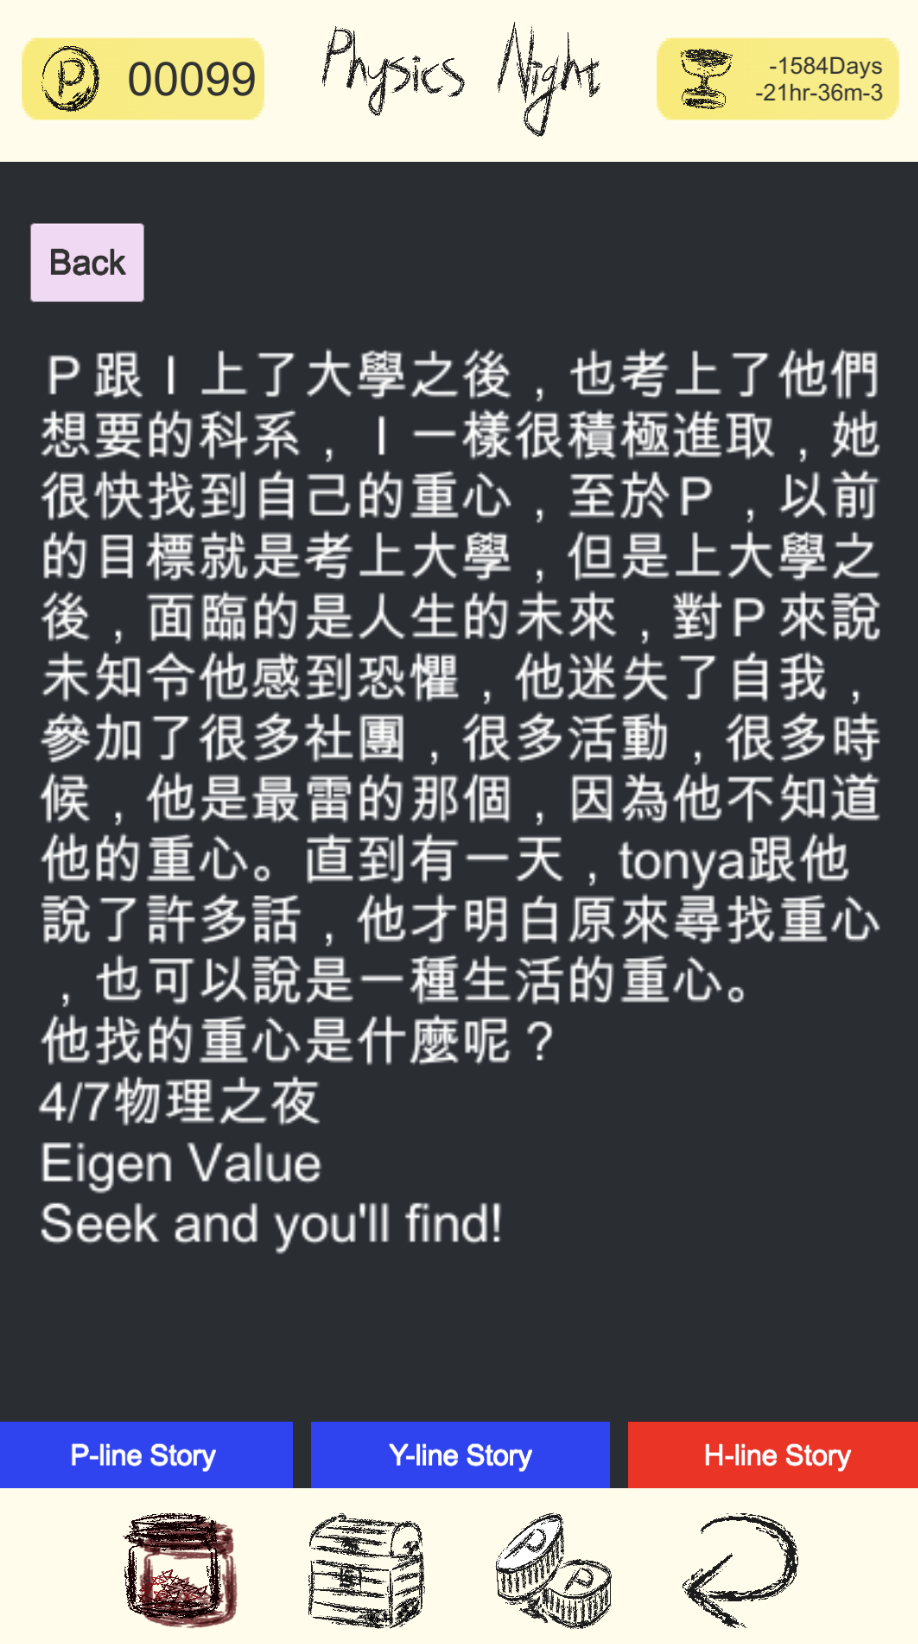 00099
Physics Night
-1584Days
-21hr-36m-3
Back
P跟I上了大學之後，也考上了他們
想要的科系，I一樣很積極進取，她
很快找到自己的重心，至於P，以前
的目標就是考上大學，但是上大學之
後，面臨的是人生的未來，對P來說
未知令他感到恐懼，他迷失了自我，
參加了很多社團，很多活動，很多時
候，他是最雷的那個，因為他不知道
他的重心。直到有一天，tonya跟他
說了許多話，他才明白原來尋找重心
，也可以說是一種生活的重心。
他找的重心是什麼呢？
4/7物理之夜
Eigen Value
Seek and you'll find!
P-line Story
Y-line Story
H-line Story